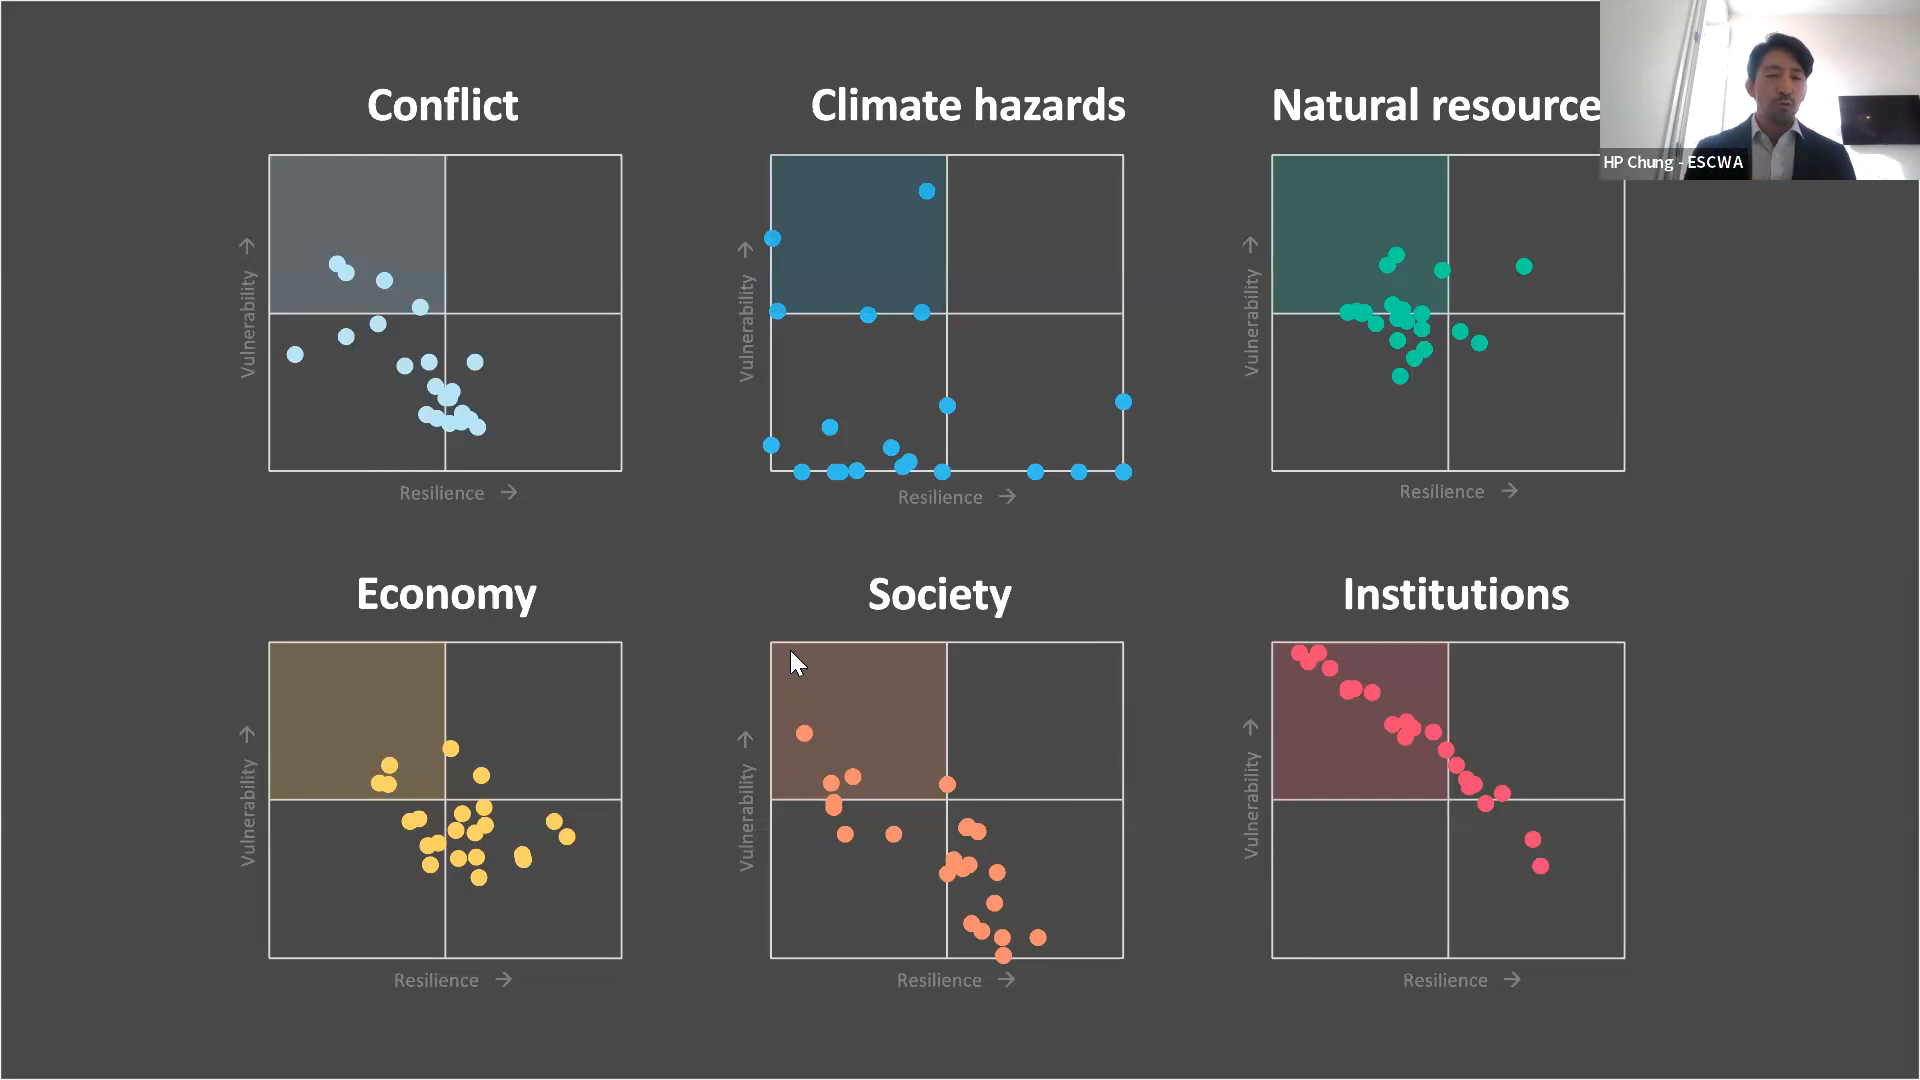 Conflict
Climate hazards
Natural resource
HP Chung - ESCWA
Vulnerability →
Vulnerability →
Vulnerability →
Resilience →
Resilience →
Resilience →
Economy
Society
Institutions
Vulnerability →
Vulnerability →
Vulnerability →
Resilience →
Resilience →
Resilience →